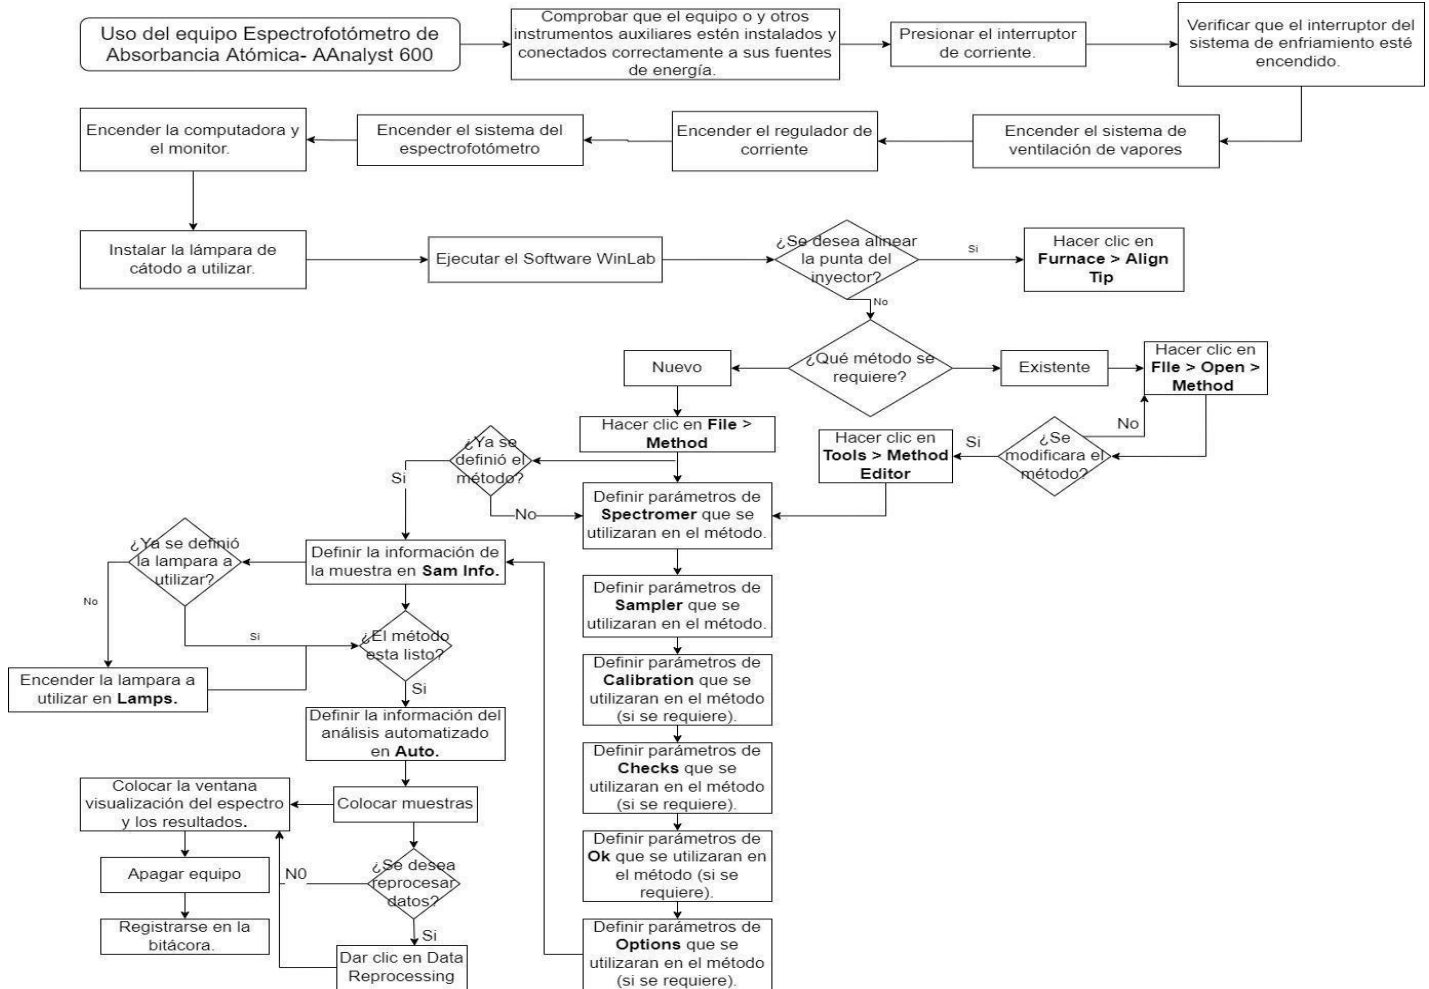 Uso del equipo Espectrofotómetro de
Absorbancia Atómica- AAnalyst 600
Comprobar que el equipo o y otros
instrumentos auxiliares estén instalados y
conectados correctamente a sus fuentes
de energía.
Presionar el interruptor
de corriente.
Verificar que el interruptor del
sistema de enfriamiento esté
encendido.
Encender el sistema de
ventilación de vapores
Encender el regulador de
corriente
Encender el sistema del
espectrofotómetro
Encender la computadora y
el monitor.
Instalar la lámpara de
cátodo a utilizar.
Ejecutar el Software WinLab
¿Se desea alinear
la punta del
inyector?
Si
Hacer clic en
Furnace > Align
Tip
No
¿Qué método se
requiere?
Nuevo
Existente
Hacer clic en
FIle > Open >
Method
No
¿Se
modificara el
método?
Si
Hacer clic en
Tools > Method
Editor
Hacer clic en File >
Method
¿Ya se
definió el
método?
Si
No
Definir parámetros de
Spectromer que se
utilizaran en el método.
Definir parámetros de
Sampler que se
utilizaran en el método.
Definir parámetros de
Calibration que se
utilizaran en el método
(si se requiere).
Definir parámetros de
Checks que se
utilizaran en el método
(si se requiere).
Definir parámetros de
Ok que se utilizaran en
el método (si se
requiere).
Definir parámetros de
Options que se
utilizaran en el método
(si se requiere).
Definir la información de
la muestra en Sam Info.
¿Ya se definió
la lampara a
utilizar?
No
Si
Encender la lampara a
utilizar en Lamps.
¿El método
esta listo?
Si
Definir la información del
análisis automatizado
en Auto.
Colocar muestras
Colocar la ventana
visualización del espectro
y los resultados.
Apagar equipo
Registrarse en la
bitácora.
¿Se desea
reprocesar
datos?
N0
Si
Dar clic en Data
Reprocessing